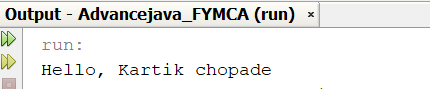 Output - Advancejava_FYMCA (run) ×
run:
Hello, Kartik chopade